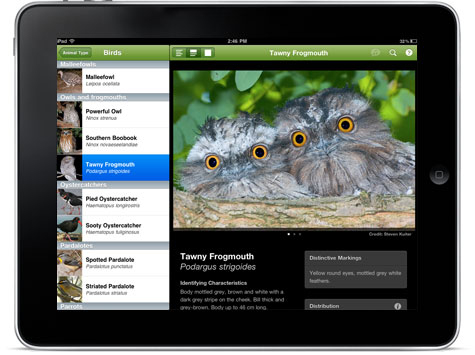 iPad
2:46 PM
32%
Animal Type
Birds
Tawny Frogmouth
Malleefowls
Malleefowl
Leipoa ocellata
Owls and frogmouths
Powerful Owl
Ninox strenua
Southern Boobook
Ninox novaeseelandiae
Tawny Frogmouth
Podargus strigoides
Oystercatchers
Pied Oystercatcher
Haematopus longirostris
Sooty Oystercatcher
Haematopus fuliginosus
Pardalotes
Spotted Pardalote
Pardalotus punctatus
Striated Pardalote
Pardalotus striatus
Parrots
Credit: Steven Kuiter
Tawny Frogmouth
Podargus strigoides
Identifying Characteristics
Body mottled grey, brown and white with a
dark grey stripe on the cheek. Bill thick and
grey-brown. Body up to 46 cm long.
Distinctive Markings
Yellow round eyes, mottled grey white
feathers.
Distribution